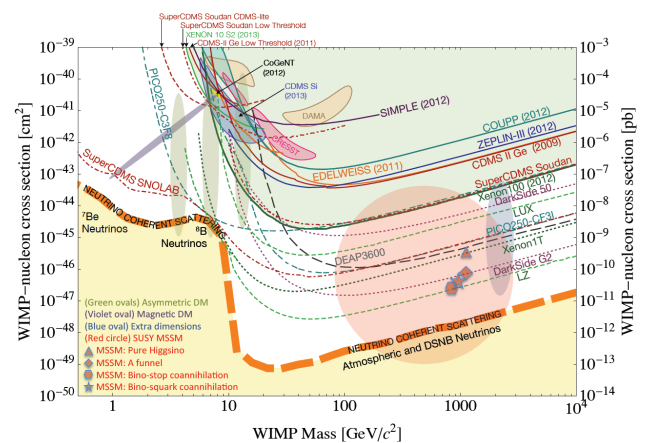 SuperCDMS Soudan CDMS-lite
SuperCDMS Soudan Low Threshold
XENON 10 S2 (2013)
CDMS-II Ge Low Threshold (2011)
CoGeNT
(2012)
CDMS Si
(2013)
PICO250-C3F8
DAMA
CRESST
SIMPLE (2012)
COUPP (2012)
ZEPLIN-III (2012)
CDMS II Ge (2009)
EDELWEISS (2011)
SuperCDMS Soudan
Xenon100 (2012)
DarkSide 50
LUX
PICO250-CF3I
Xenon1T
DarkSide G2
LZ
DEAP3600
SuperCDMS SNOLAB
NEUTRINO COHERENT SCATTERING
7Be
Neutrinos
8B
Neutrinos
NEUTRINO COHERENT SCATTERING
Atmospheric and DSNB Neutrinos
(Green ovals) Asymmetric DM
(Violet oval) Magnetic DM
(Blue oval) Extra dimensions
(Red circle) SUSY MSSM
MSSM: Pure Higgsino
MSSM: A funnel
MSSM: Bino-stop coannihilation
MSSM: Bino-squark coannihilation
10−39
10−40
10−41
10−42
10−43
10−44
10−45
10−46
10−47
10−48
10−49
10−50
WIMP−nucleon cross section [cm2]
10−3
10−4
10−5
10−6
10−7
10−8
10−9
10−10
10−11
10−12
10−13
10−14
WIMP−nucleon cross section [pb]
1
10
100
1000
104
WIMP Mass [GeV/c2]